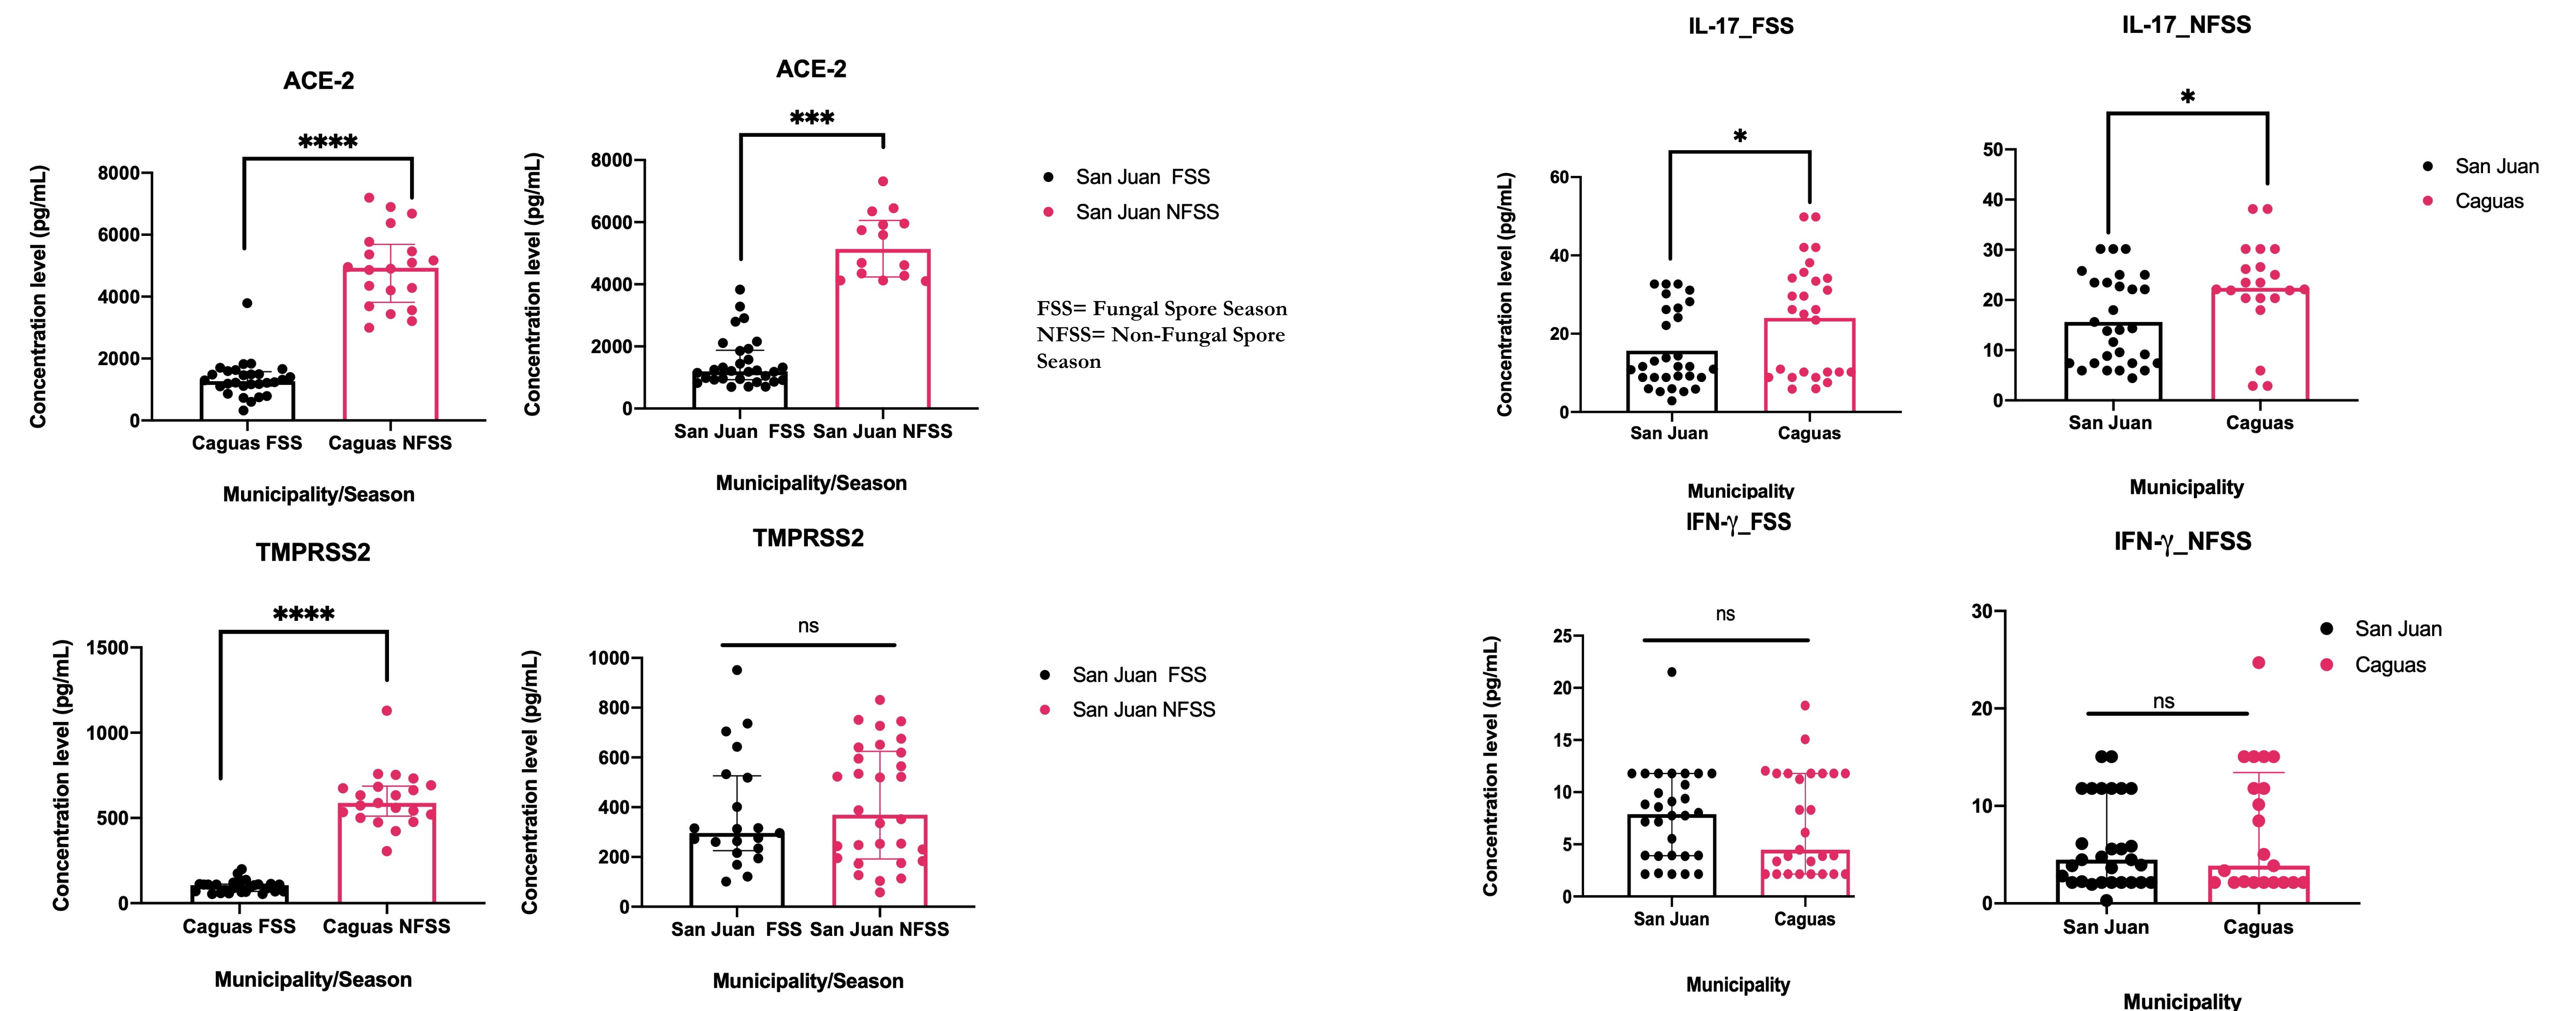 ACE-2
****
Concentration level (pg/mL)
8000
6000
4000
2000
0
Caguas FSS Caguas NFSS
Municipality/Season
ACE-2
***
Concentration level (pg/mL)
8000
6000
4000
2000
0
San Juan FSS San Juan NFSS
Municipality/Season
San Juan FSS
San Juan NFSS
FSS= Fungal Spore Season
NFSS= Non-Fungal Spore
Season
IL-17_FSS
*
Concentration level (pg/mL)
60
40
20
0
San Juan Caguas
Municipality
IL-17_NFSS
*
50
40
30
20
10
0
San Juan Caguas
Municipality
San Juan
Caguas
TMPRSS2
****
Concentration level (pg/mL)
1500
1000
500
0
Caguas FSS Caguas NFSS
Municipality/Season
TMPRSS2
ns
Concentration level (pg/mL)
1000
800
600
400
200
0
San Juan FSS San Juan NFSS
Municipality/Season
San Juan FSS
San Juan NFSS
IFN-γ_FSS
ns
Concentration level (pg/mL)
25
20
15
10
5
0
San Juan Caguas
Municipality
IFN-γ_NFSS
ns
30
20
10
0
San Juan Caguas
Municipality
San Juan
Caguas